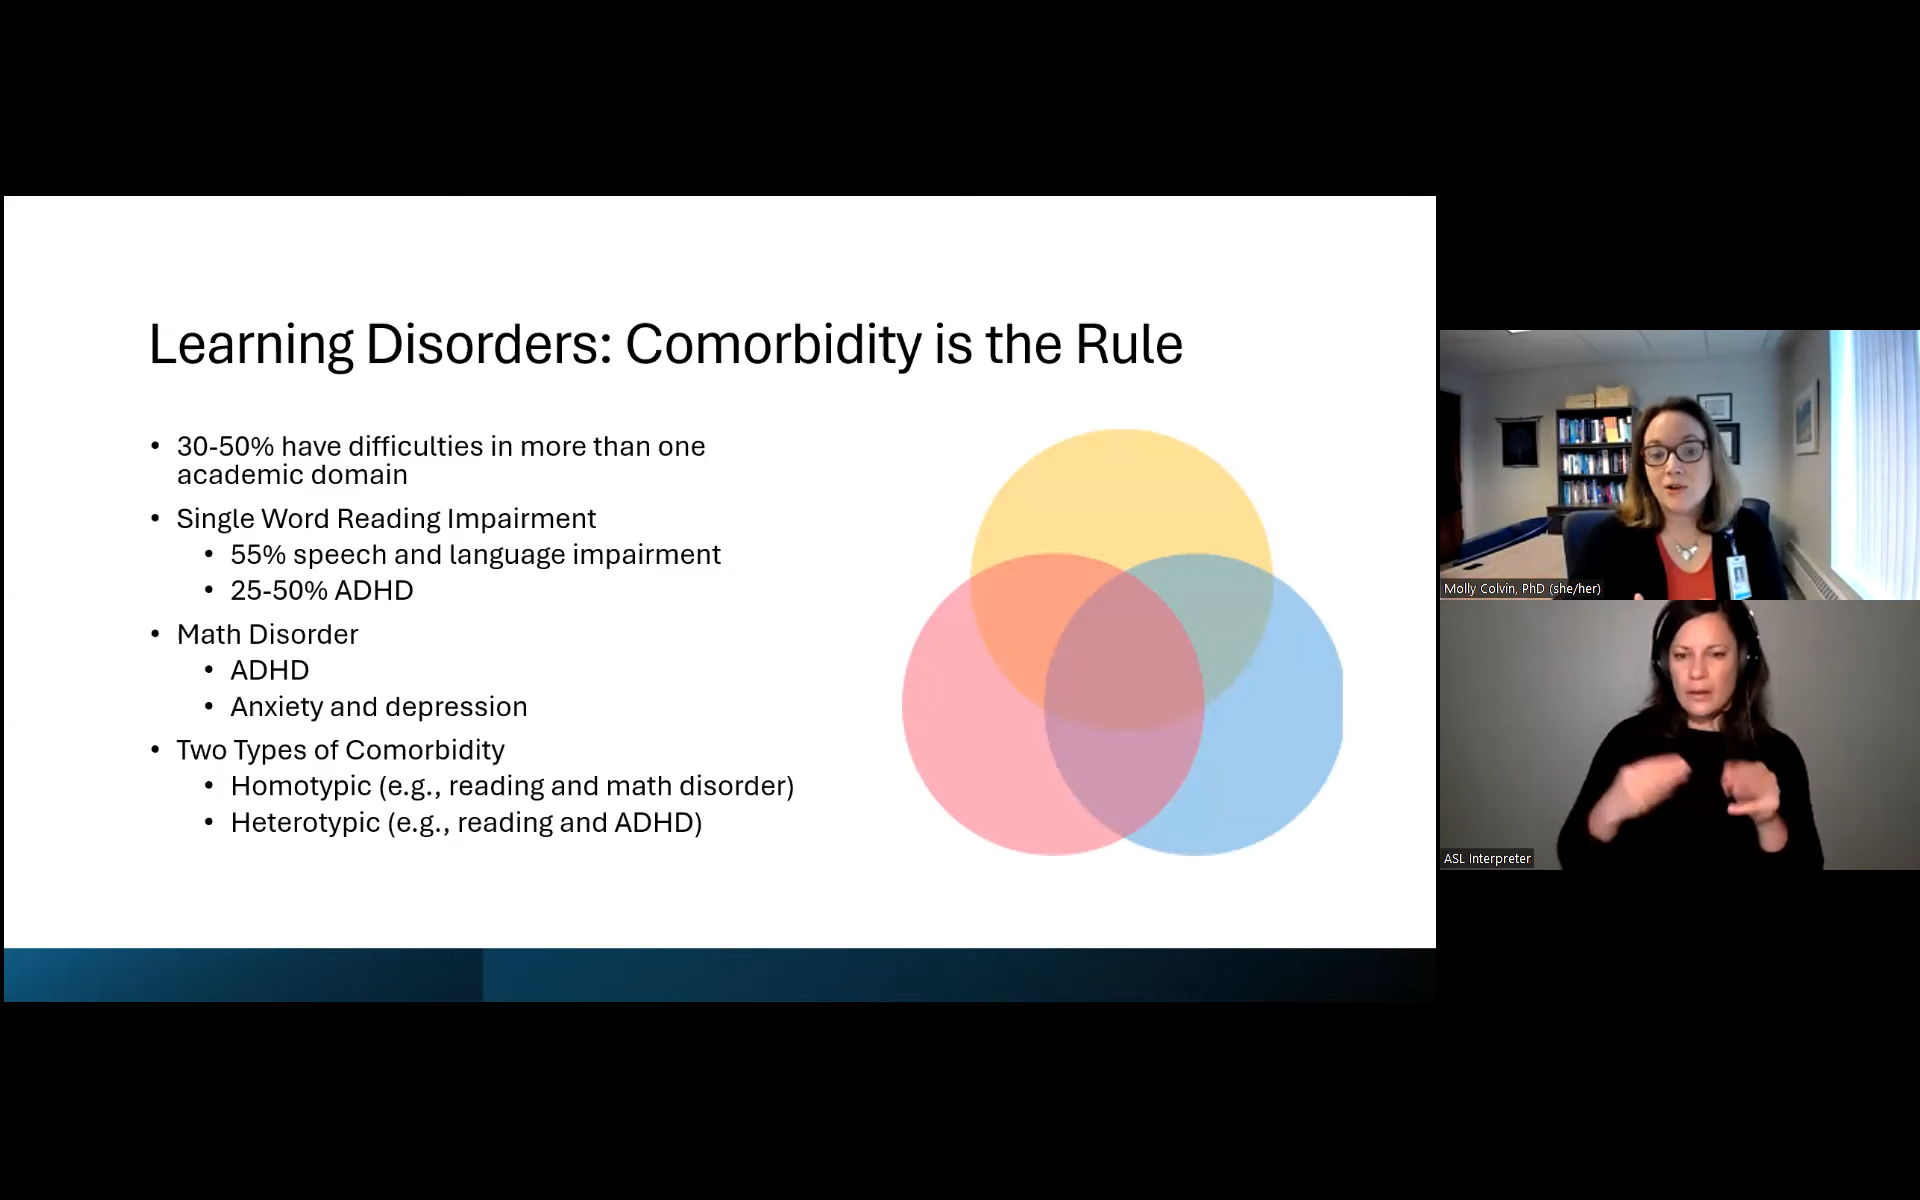 Learning Disorders: Comorbidity is the Rule
• 30-50% have difficulties in more than one
academic domain
• Single Word Reading Impairment
• 55% speech and language impairment
• 25-50% ADHD
• Math Disorder
• ADHD
• Anxiety and depression
• Two Types of Comorbidity
• Homotypic (e.g., reading and math disorder)
• Heterotypic (e.g., reading and ADHD)
Molly Colvin, PhD (she/her)
ASL Interpreter